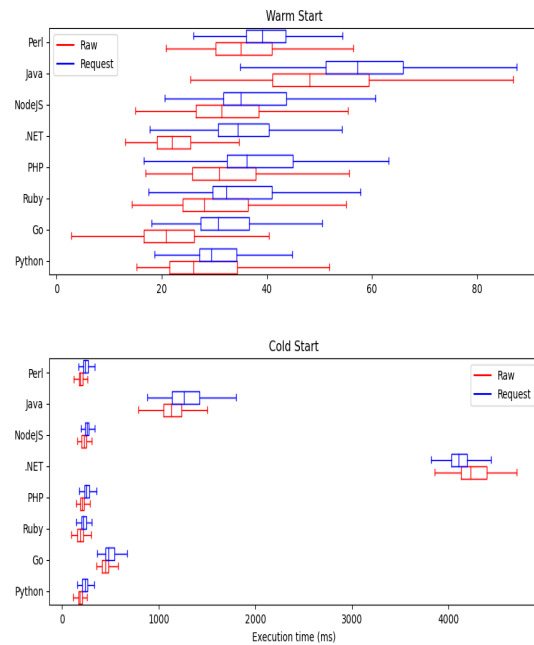 Warm Start
Perl
Java
NodeJS
.NET
PHP
Ruby
Go
Python
Raw
Request
0 20 40 60 80
Cold Start
Perl
Java
NodeJS
.NET
PHP
Ruby
Go
Python
Raw
Request
0 1000 2000 3000 4000
Execution time (ms)